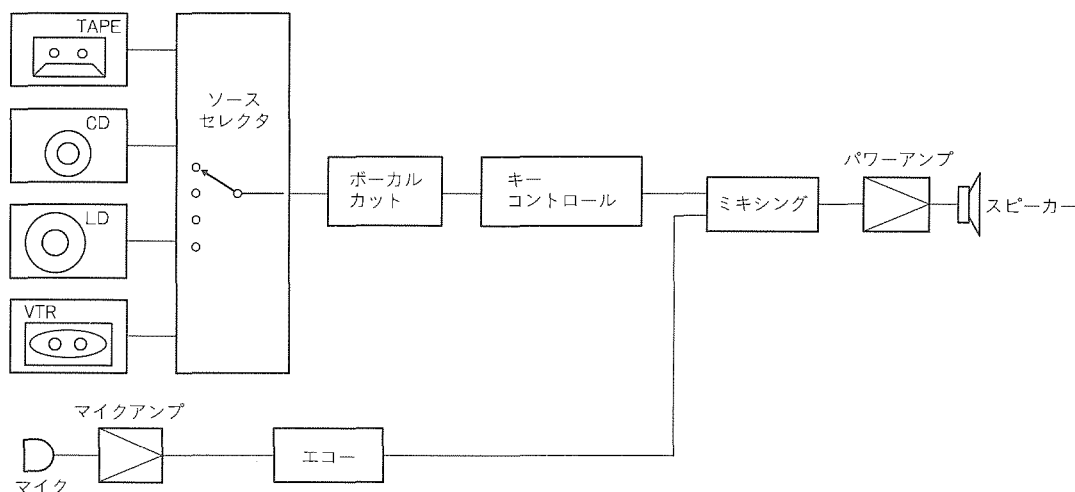 TAPE
CD
LD
VTR
ソース
セレクタ
ボーカル
カット
キー
コントロール
ミキシング
パワーアンプ
スピーカー
マイクアンプ
エコー
マイク